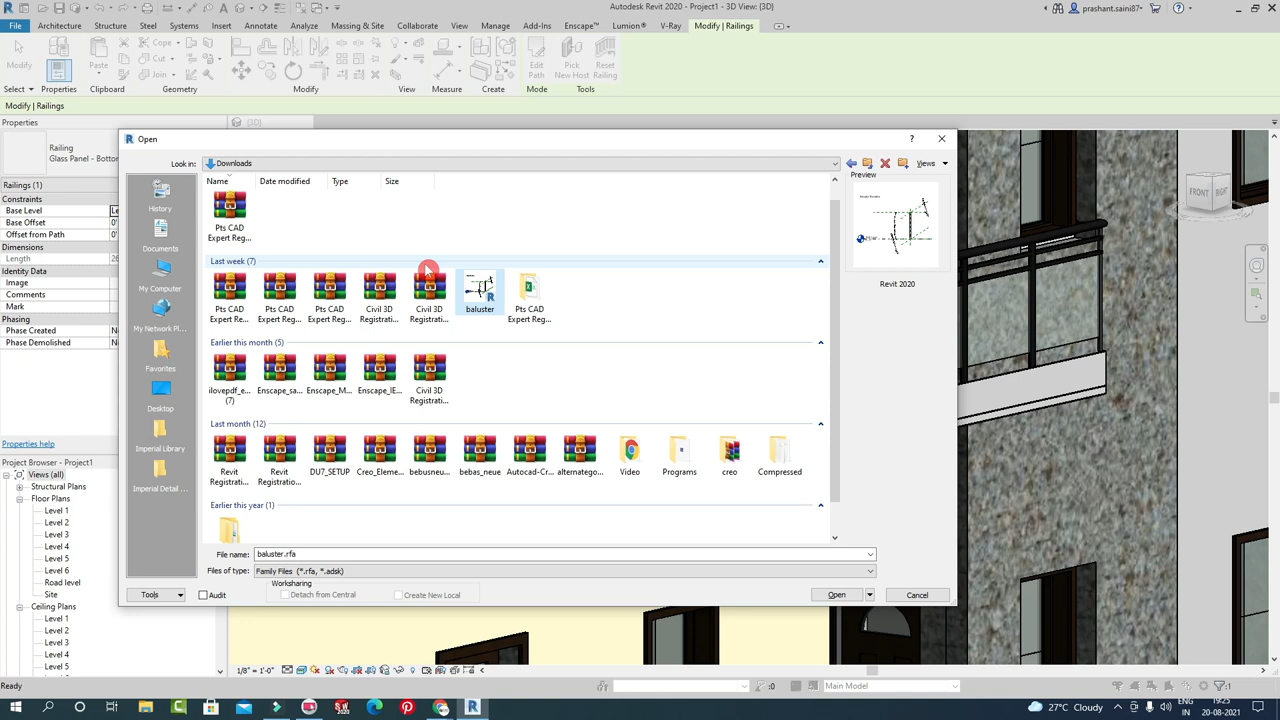 Autodesk Revit 2020 - Project1 - 3D View: {3D}
prashant.saini87
File Architecture Structure Steel Systems Insert Annotate Analyze Massing & Site Collaborate View Manage Add-Ins Enscape™ Lumion® V-Ray Modify | Railings
Modify Paste Cope Cut Join Edit Path Pick New Host Reset Railing
Select Properties Clipboard Geometry Modify View Measure Create Mode Tools
Modify | Railings
Properties
{3D}
Railing
Glass Panel - Bottom
Railings (1)
Constraints
Base Level
Base Offset 0'
Offset from Path 0'
Dimensions
Length 26
Identity Data
Image
Comments
Mark
Phasing
Phase Created
Phase Demolished
Properties help
Project Browser - Project1
Views (all)
Structural Plans
Floor Plans
Level 1
Level 2
Level 3
Level 4
Level 5
Level 6
Road level
Site
Ceiling Plans
Level 1
Level 2
Level 3
Level 4
Level 5
Open
Look in: Downloads Views
History
Documents
My Computer
My Network Pl...
Favorites
Desktop
Imperial Library
Imperial Detail ...
Name Date modified Type Size
Pts CAD Expert Reg...
Last week (7)
Pts CAD Expert Re... Pts CAD Expert Reg... Pts CAD Expert Reg... Civil 3D Registrati... Civil 3D Registrati... baluster Pts CAD Expert Reg...
Earlier this month (5)
ilovepdf_e... (7) Enscape_sa... Enscape_M... Enscape_IE... Civil 3D Registrati...
Last month (12)
Revit Registrati... Revit Registratio... DU7_SETUP Creo_Eleme... bebusneu... bebas_neue Autocad-Cr... alternatego... Video Programs creo Compressed
Earlier this year (1)
Preview
Revit 2020
File name: baluster.rfa
Files of type: Family Files (*.rfa, *.adsk)
Worksharing
Tools Audit Detach from Central Create New Local Open Cancel
FRONT RIGHT
1/8" = 1'-0"
Ready :0 Main Model :1
27°C Cloudy ENG IN 19:25 20-08-2021